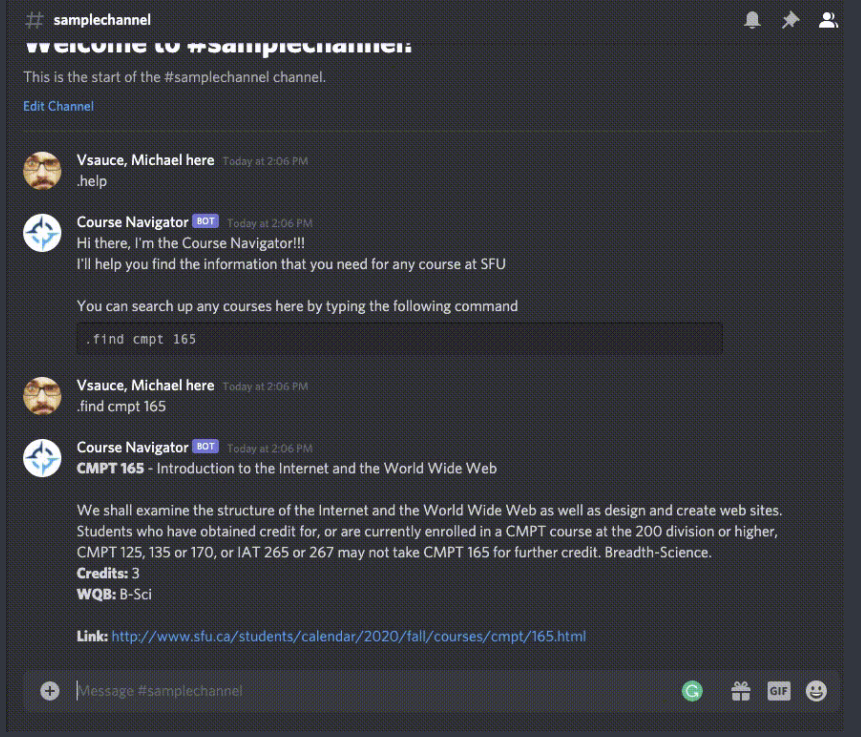 samplechannel
Welcome to #samplechannel!
This is the start of the #samplechannel channel.
Edit Channel
Vsauce, Michael here Today at 2:06 PM
.help
Course Navigator BOT Today at 2:06 PM
Hi there, I'm the Course Navigator!!!
I'll help you find the information that you need for any course at SFU
You can search up any courses here by typing the following command
.find cmpt 165
Vsauce, Michael here Today at 2:06 PM
.find cmpt 165
Course Navigator BOT Today at 2:06 PM
CMPT 165 - Introduction to the Internet and the World Wide Web
We shall examine the structure of the Internet and the World Wide Web as well as design and create web sites.
Students who have obtained credit for, or are currently enrolled in a CMPT course at the 200 division or higher,
CMPT 125, 135 or 170, or IAT 265 or 267 may not take CMPT 165 for further credit. Breadth-Science.
Credits: 3
WQB: B-Sci
Link: http://www.sfu.ca/students/calendar/2020/fall/courses/cmpt/165.html
Message #samplechannel
GIF